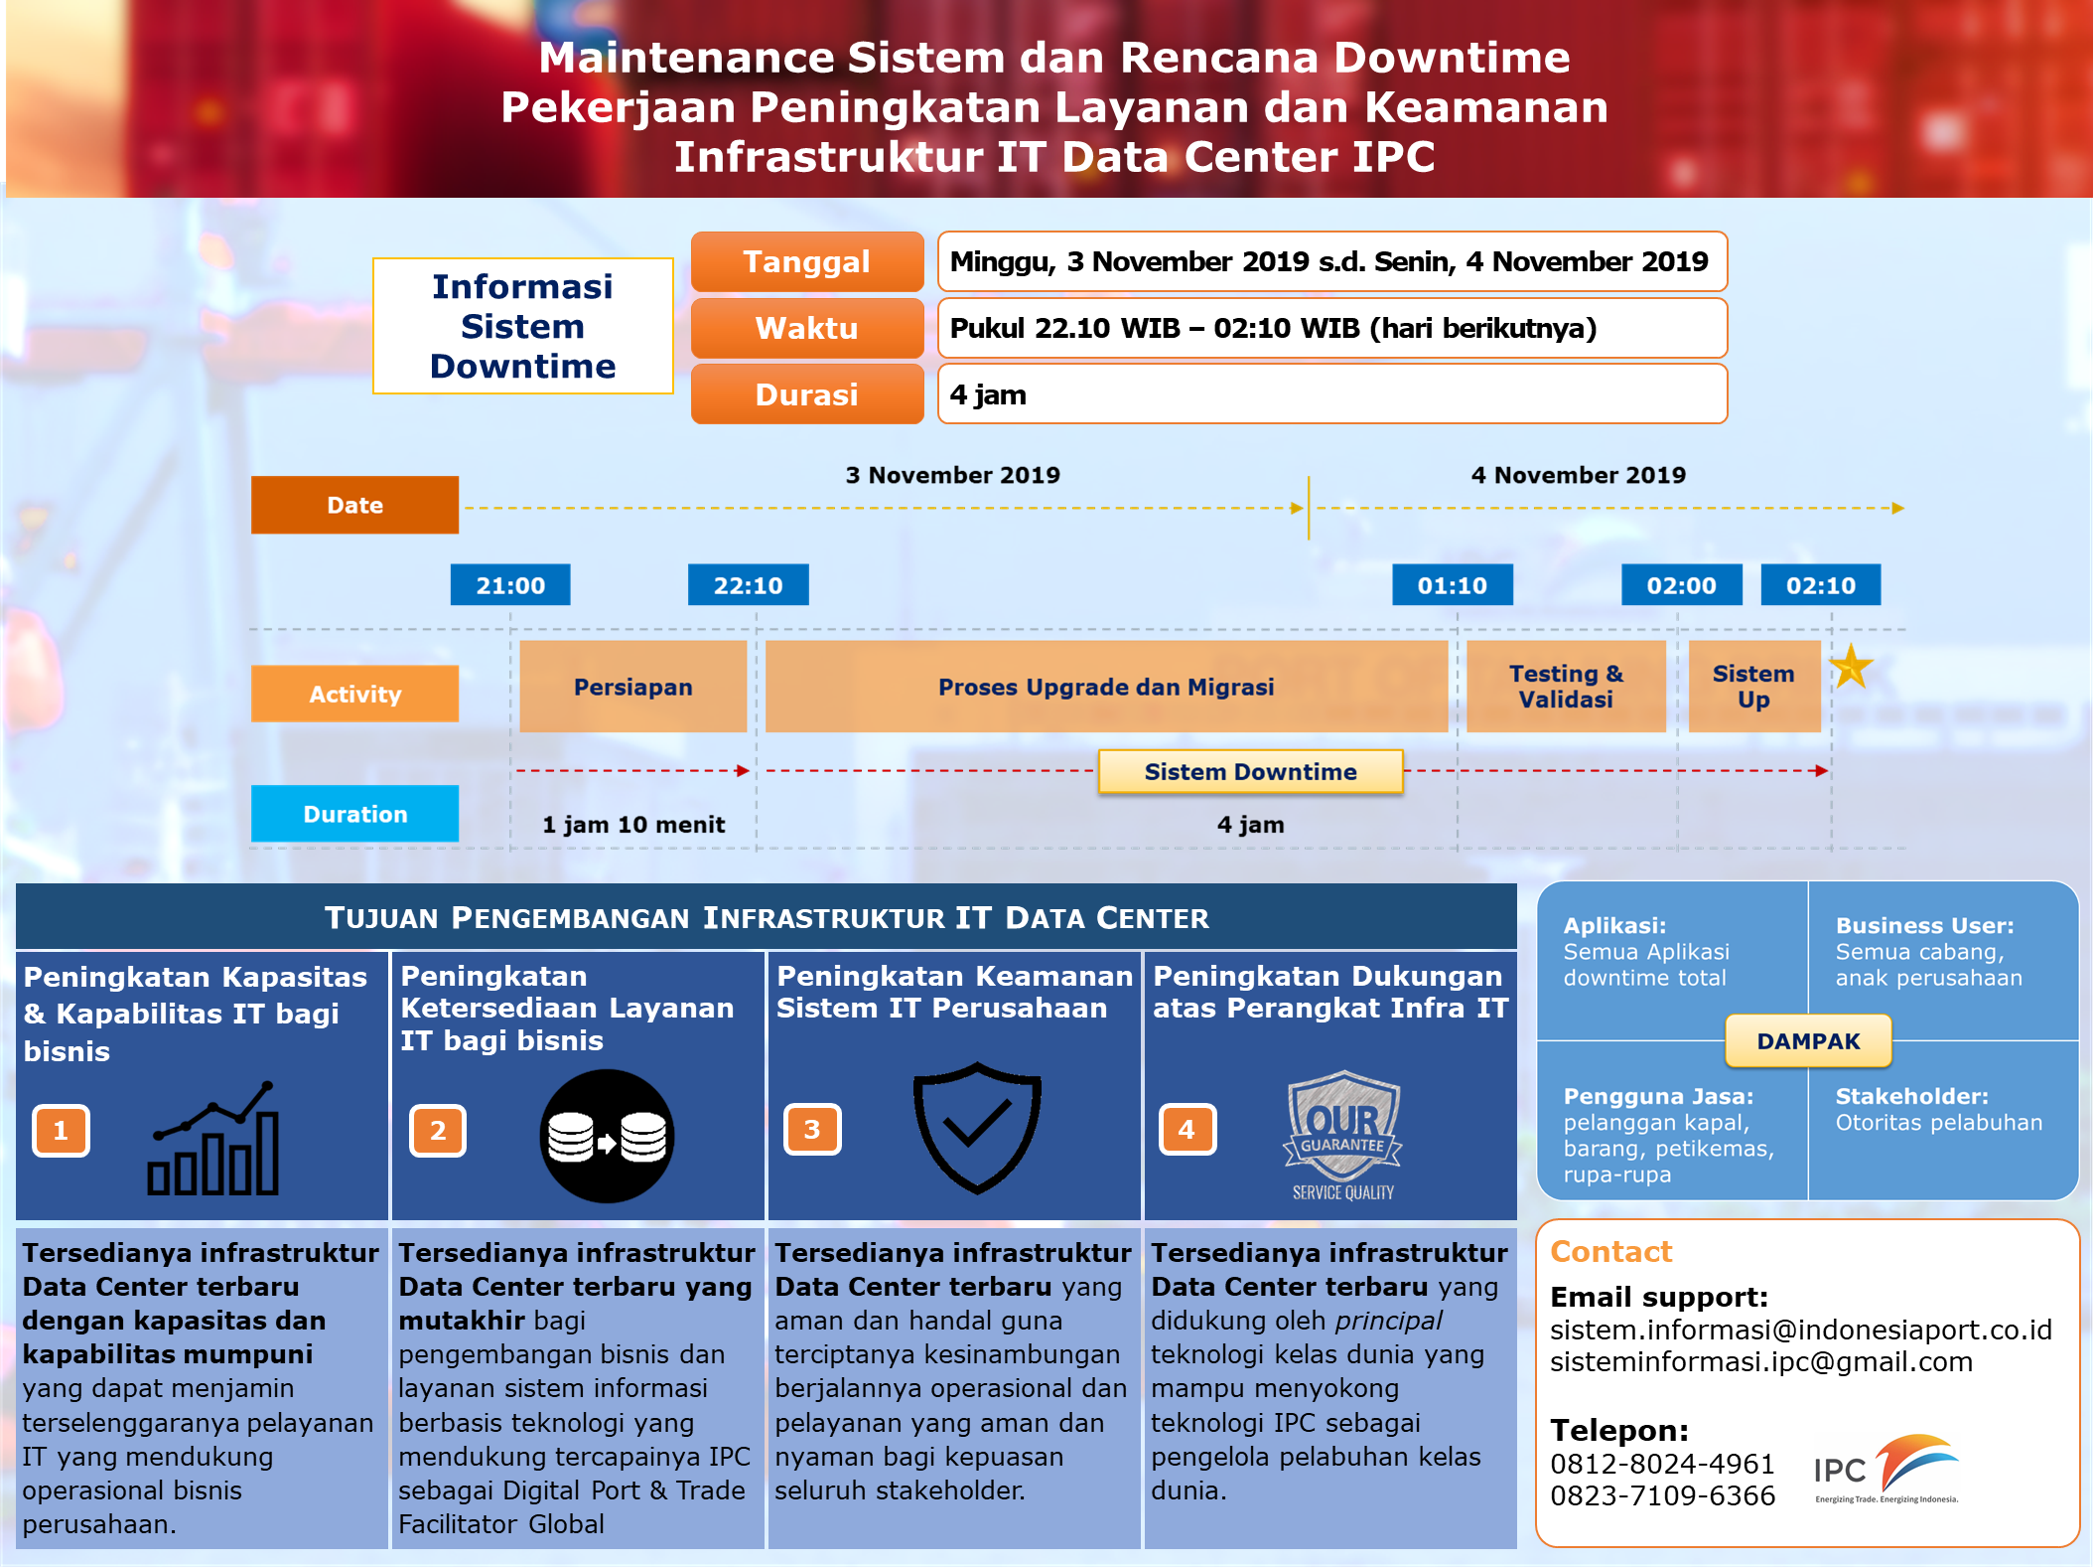 Maintenance Sistem dan Rencana Downtime
Pekerjaan Peningkatan Layanan dan Keamanan
Infrastruktur IT Data Center IPC
Informasi
Sistem
Downtime
Tanggal
Minggu, 3 November 2019 s.d. Senin, 4 November 2019
Waktu
Pukul 22.10 WIB – 02:10 WIB (hari berikutnya)
Durasi
4 jam
Date
3 November 2019
4 November 2019
21:00
22:10
01:10
02:00
02:10
Activity
Persiapan
Proses Upgrade dan Migrasi
Testing &
Validasi
Sistem
Up
Sistem Downtime
Duration
1 jam 10 menit
4 jam
TUJUAN PENGEMBANGAN INFRASTRUKTUR IT DATA CENTER
Peningkatan Kapasitas
& Kapabilitas IT bagi
bisnis
1
Peningkatan
Ketersediaan Layanan
IT bagi bisnis
2
Peningkatan Keamanan
Sistem IT Perusahaan
3
Peningkatan Dukungan
atas Perangkat Infra IT
4
OUR
GUARANTEE
SERVICE QUALITY
Tersedianya infrastruktur
Data Center terbaru
dengan kapasitas dan
kapabilitas mumpuni
yang dapat menjamin
terselenggaranya pelayanan
IT yang mendukung
operasional bisnis
perusahaan.
Tersedianya infrastruktur
Data Center terbaru yang
mutakhir bagi
pengembangan bisnis dan
layanan sistem informasi
berbasis teknologi yang
mendukung tercapainya IPC
sebagai Digital Port & Trade
Facilitator Global
Tersedianya infrastruktur
Data Center terbaru yang
aman dan handal guna
terciptanya kesinambungan
berjalannya operasional dan
pelayanan yang aman dan
nyaman bagi kepuasan
seluruh stakeholder.
Tersedianya infrastruktur
Data Center terbaru yang
didukung oleh principal
teknologi kelas dunia yang
mampu menyokong
teknologi IPC sebagai
pengelola pelabuhan kelas
dunia.
Aplikasi:
Semua Aplikasi
downtime total
Business User:
Semua cabang,
anak perusahaan
DAMPAK
Pengguna Jasa:
pelanggan kapal,
barang, petikemas,
rupa-rupa
Stakeholder:
Otoritas pelabuhan
Contact
Email support:
sistem.informasi@indonesiaport.co.id
sisteminformasi.ipc@gmail.com
Telepon:
0812-8024-4961
0823-7109-6366
IPC
Energizing Trade. Energizing Indonesia.